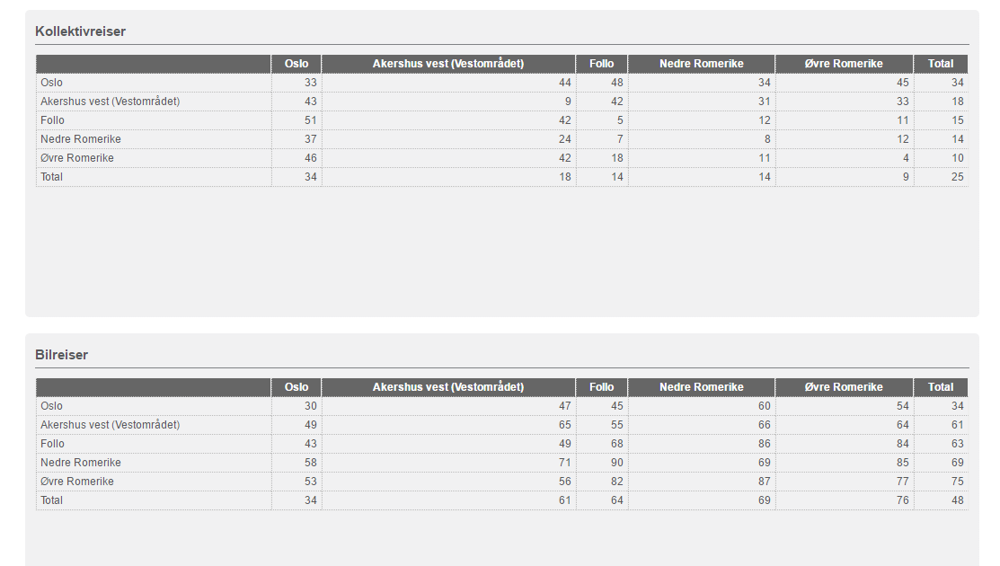 Kollektivreiser
Oslo Akershus vest (Vestområdet) Follo Nedre Romerike Øvre Romerike Total
Oslo 33 44 48 34 45 34
Akershus vest (Vestområdet) 43 9 42 31 33 18
Follo 51 42 5 12 11 15
Nedre Romerike 37 24 7 8 12 14
Øvre Romerike 46 42 18 11 4 10
Total 34 18 14 14 9 25
Bilreiser
Oslo Akershus vest (Vestområdet) Follo Nedre Romerike Øvre Romerike Total
Oslo 30 47 45 60 54 34
Akershus vest (Vestområdet) 49 65 55 66 64 61
Follo 43 49 68 86 84 63
Nedre Romerike 58 71 90 69 85 69
Øvre Romerike 53 56 82 87 77 75
Total 34 61 64 69 76 48